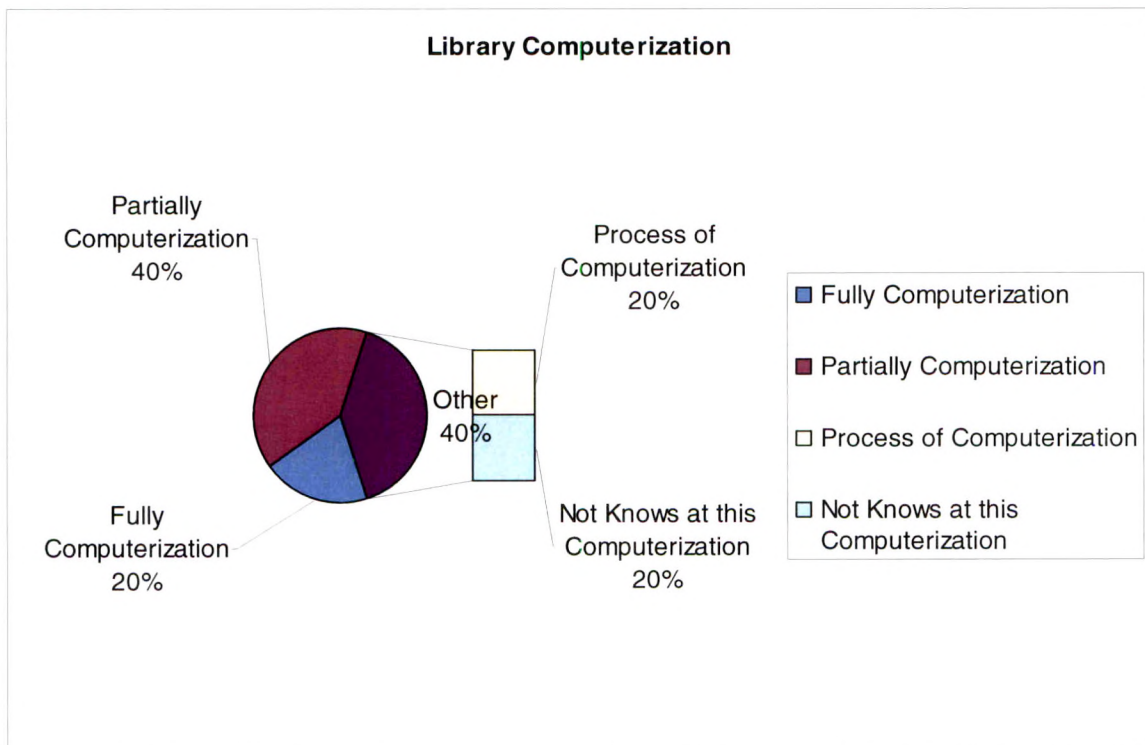 Library Computerization
Partially
Computerization
40%
Process of
Computerization
20%
Other
40%
Fully
Computerization
20%
Not Knows at this
Computerization
20%
Fully Computerization
Partially Computerization
Process of Computerization
Not Knows at this
Computerization